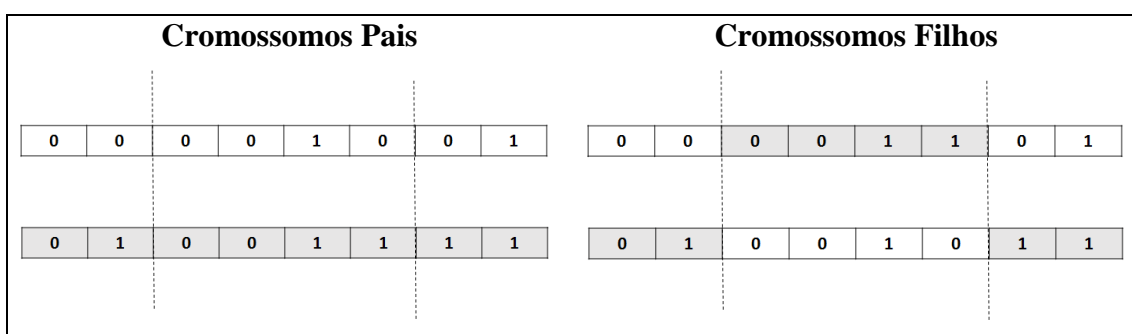 Cromossomos Pais Cromossomos Filhos
0 0 0 0 1 0 0 1 0 0 0 0 1 1 0 1
0 1 0 0 1 1 1 1 0 1 0 0 1 0 1 1